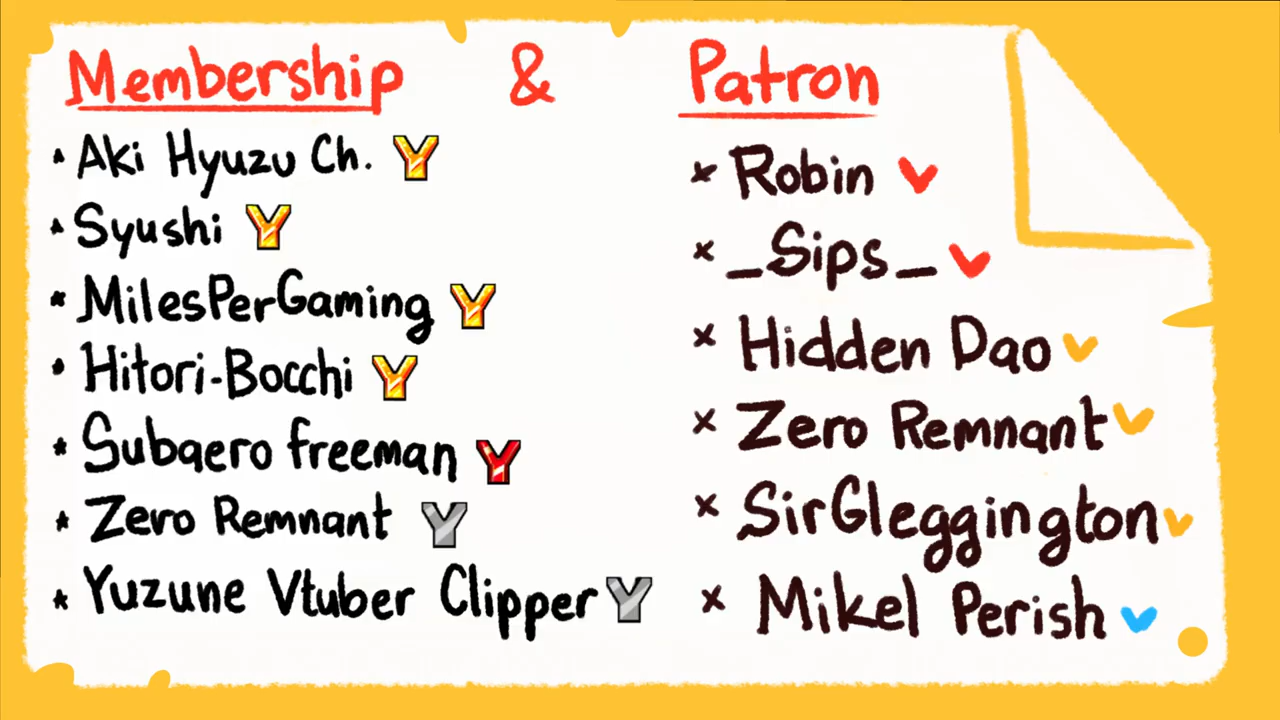 Membership & Patron
Aki Hyuzu Ch. Y
Syushi Y
MilesPerGaming Y
Hitori-Bocchi Y
Subaero freeman Y
Zero Remnant Y
Yuzune Vtuber Clipper Y
Robin
_Sips_
Hidden Dao
Zero Remnant
SirGleggington
Mikel Perish